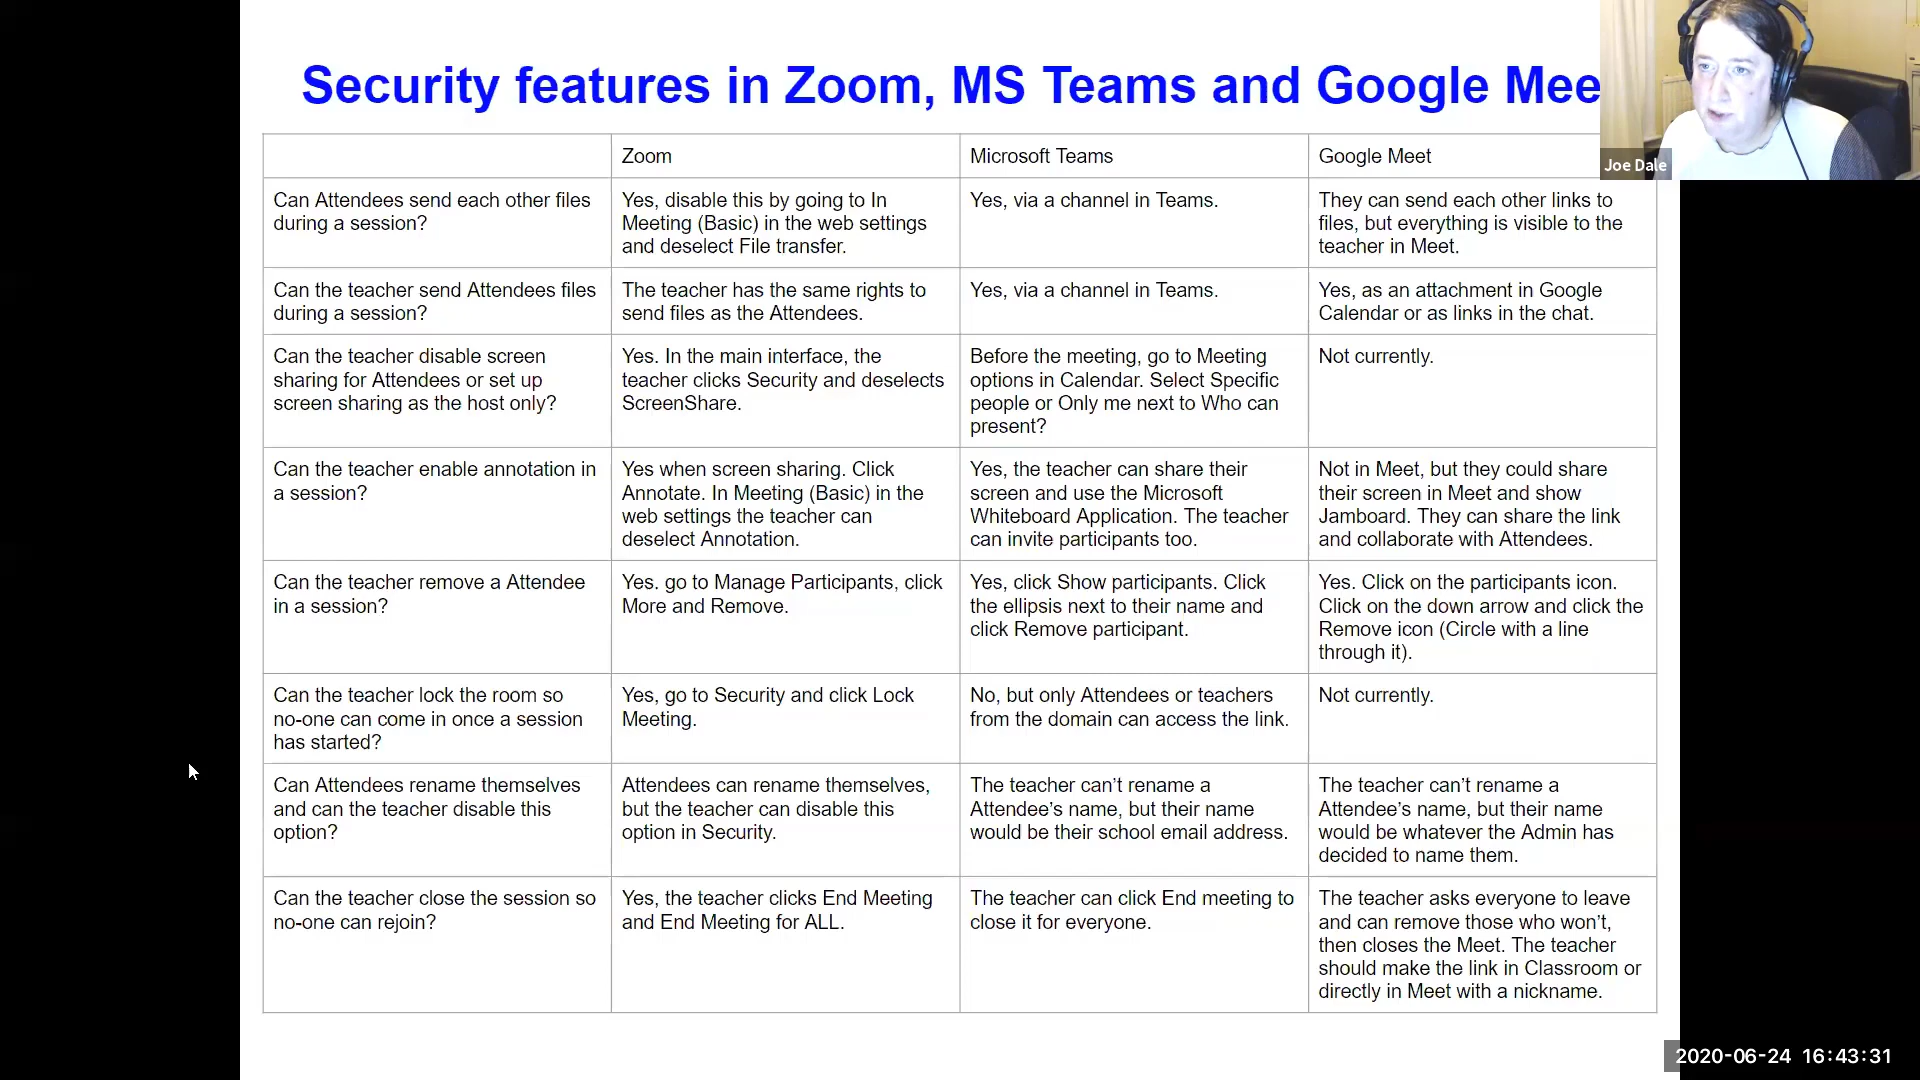 Security features in Zoom, MS Teams and Google Mee
Joe Dale
Zoom
Microsoft Teams
Google Meet
Can Attendees send each other files
during a session?
Yes, disable this by going to In
Meeting (Basic) in the web settings
and deselect File transfer.
Yes, via a channel in Teams.
They can send each other links to
files, but everything is visible to the
teacher in Meet.
Can the teacher send Attendees files
during a session?
The teacher has the same rights to
send files as the Attendees.
Yes, via a channel in Teams.
Yes, as an attachment in Google
Calendar or as links in the chat.
Can the teacher disable screen
sharing for Attendees or set up
screen sharing as the host only?
Yes. In the main interface, the
teacher clicks Security and deselects
ScreenShare.
Before the meeting, go to Meeting
options in Calendar. Select Specific
people or Only me next to Who can
present?
Not currently.
Can the teacher enable annotation in
a session?
Yes when screen sharing. Click
Annotate. In Meeting (Basic) in the
web settings the teacher can
deselect Annotation.
Yes, the teacher can share their
screen and use the Microsoft
Whiteboard Application. The teacher
can invite participants too.
Not in Meet, but they could share
their screen in Meet and show
Jamboard. They can share the link
and collaborate with Attendees.
Can the teacher remove a Attendee
in a session?
Yes. go to Manage Participants, click
More and Remove.
Yes, click Show participants. Click
the ellipsis next to their name and
click Remove participant.
Yes. Click on the participants icon.
Click on the down arrow and click the
Remove icon (Circle with a line
through it).
Can the teacher lock the room so
no-one can come in once a session
has started?
Yes, go to Security and click Lock
Meeting.
No, but only Attendees or teachers
from the domain can access the link.
Not currently.
Can Attendees rename themselves
and can the teacher disable this
option?
Attendees can rename themselves,
but the teacher can disable this
option in Security.
The teacher can’t rename a
Attendee’s name, but their name
would be their school email address.
The teacher can’t rename a
Attendee’s name, but their name
would be whatever the Admin has
decided to name them.
Can the teacher close the session so
no-one can rejoin?
Yes, the teacher clicks End Meeting
and End Meeting for ALL.
The teacher can click End meeting to
close it for everyone.
The teacher asks everyone to leave
and can remove those who won’t,
then closes the Meet. The teacher
should make the link in Classroom or
directly in Meet with a nickname.
2020-06-24 16:43:31